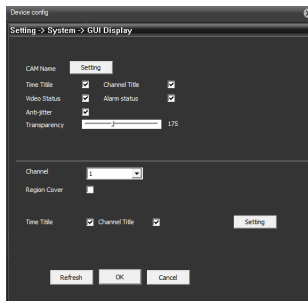 Device config
Setting -> System -> GUI Display
CAM Name Setting
Time Title Channel Title
Video Status Alarm status
Anti-jitter
Transparency 175
Channel 1
Region Cover
Time Title Channel Title Setting
Refresh OK Cancel